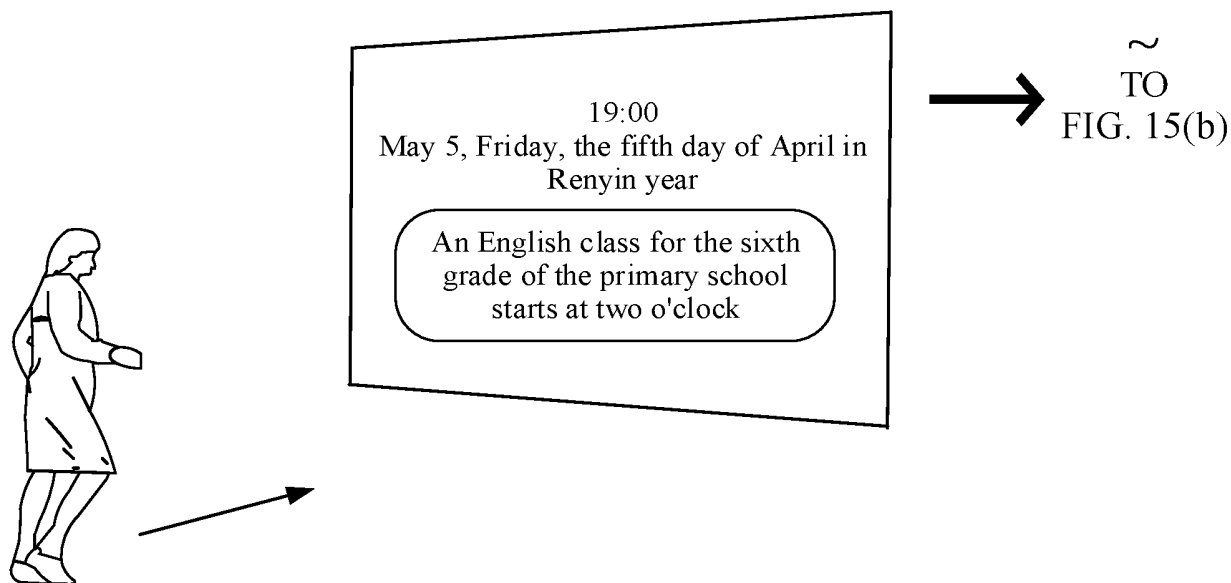 19:00
May 5, Friday, the fifth day of April in
Renyin year
An English class for the sixth
grade of the primary school
starts at two o'clock
~
TO
FIG. 15(b)